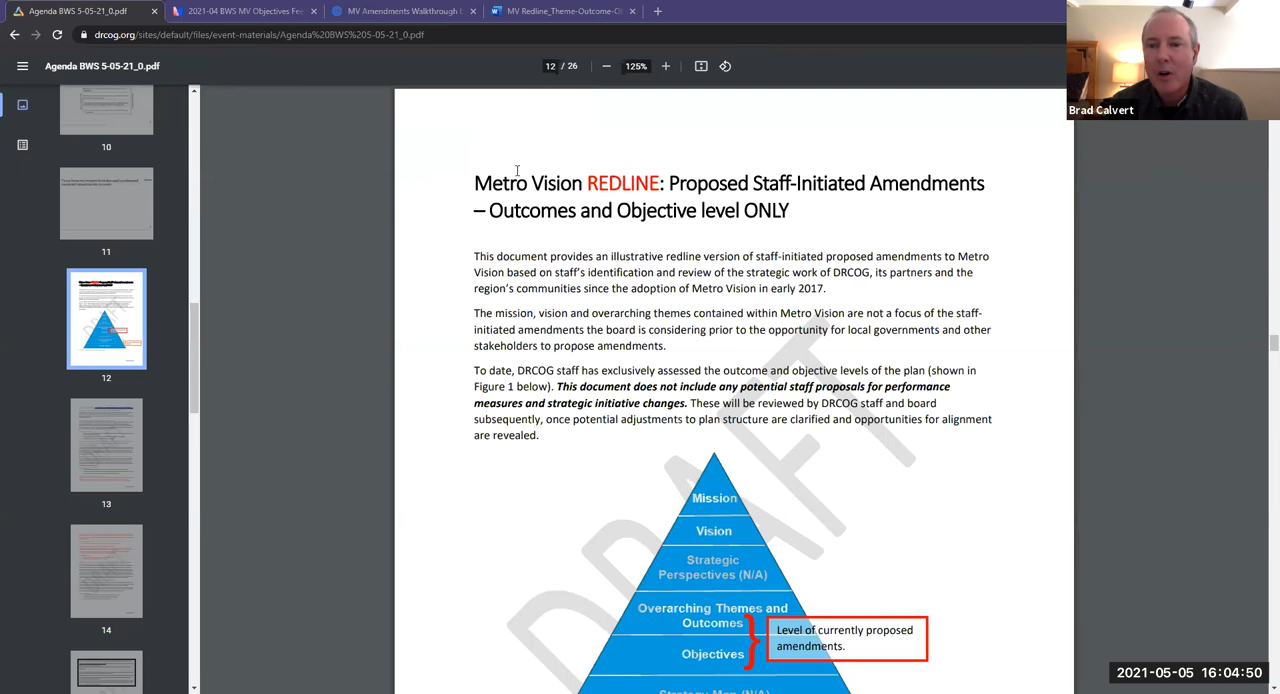 Agenda BWS 5-05-21_0.pdf
2021-04 BWS MV Objectives Fee
MV Amendments Walkthrough
MV Redline_Theme-Outcome-O
drcog.org/sites/default/files/event-materials/Agenda%20BWS%205-05-21_0.pdf
Agenda BWS 5-05-21_0.pdf
12 / 26
125%
Brad Calvert
10
11
12
13
14
Metro Vision REDLINE: Proposed Staff-Initiated Amendments
– Outcomes and Objective level ONLY
This document provides an illustrative redline version of staff-initiated proposed amendments to Metro
Vision based on staff's identification and review of the strategic work of DRCOG, its partners and the
region's communities since the adoption of Metro Vision in early 2017.
The mission, vision and overarching themes contained within Metro Vision are not a focus of the staff-
initiated amendments the board is considering prior to the opportunity for local governments and other
stakeholders to propose amendments.
To date, DRCOG staff has exclusively assessed the outcome and objective levels of the plan (shown in
Figure 1 below). This document does not include any potential staff proposals for performance
measures and strategic initiative changes. These will be reviewed by DRCOG staff and board
subsequently, once potential adjustments to plan structure are clarified and opportunities for alignment
are revealed.
DRAFT
Mission
Vision
Strategic
Perspectives (N/A)
Overarching Themes and
Outcomes
Objectives
Level of currently proposed
amendments.
Strategy Map (N/A)
2021-05-05 16:04:50